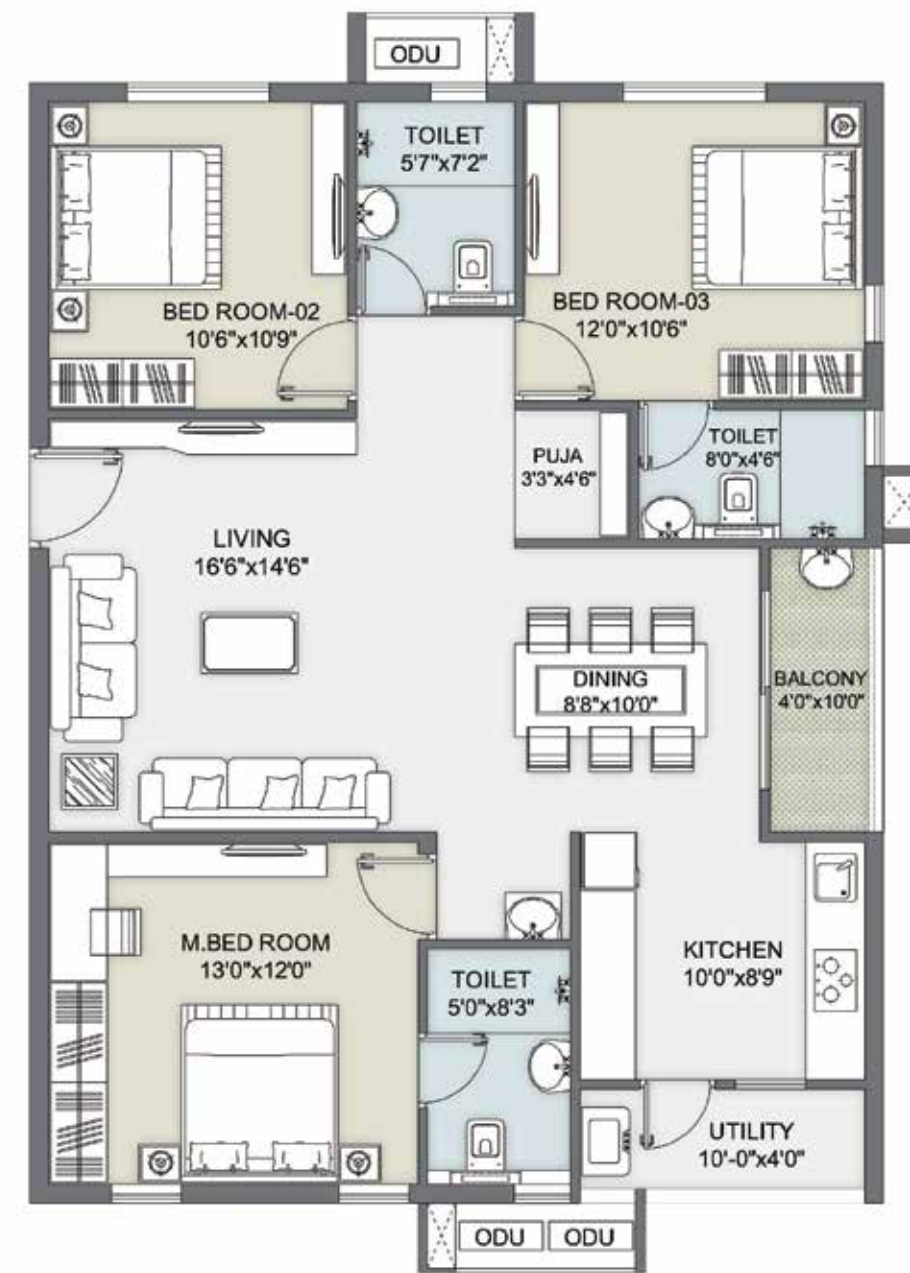 ODU
TOILET
5'7"x7'2"
BED ROOM-02
10'6"x10'9"
BED ROOM-03
12'0"x10'6"
PUJA
3'3"x4'6"
TOILET
8'0"x4'6"
LIVING
16'6"x14'6"
DINING
8'8"x10'0"
BALCONY
4'0"x10'0"
M.BED ROOM
13'0"x12'0"
TOILET
5'0"x8'3"
KITCHEN
10'0"x8'9"
UTILITY
10'-0"x4'0"
ODU
ODU